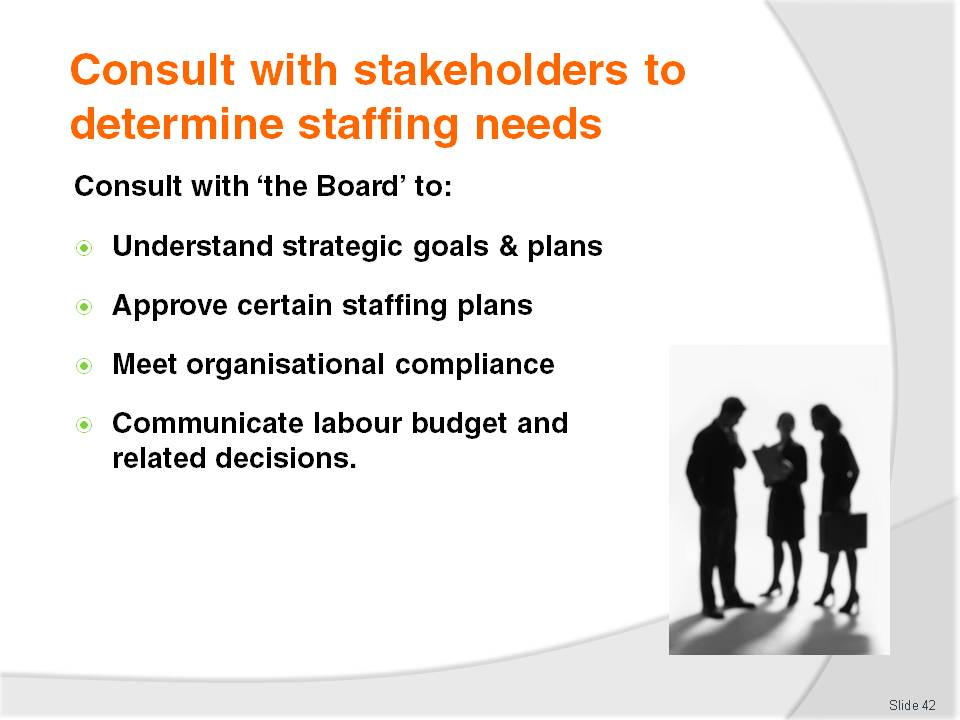 Consult with stakeholders to
determine staffing needs
Consult with ‘the Board’ to:
Understand strategic goals & plans
Approve certain staffing plans
Meet organisational compliance
Communicate labour budget and
related decisions.
Slide 42